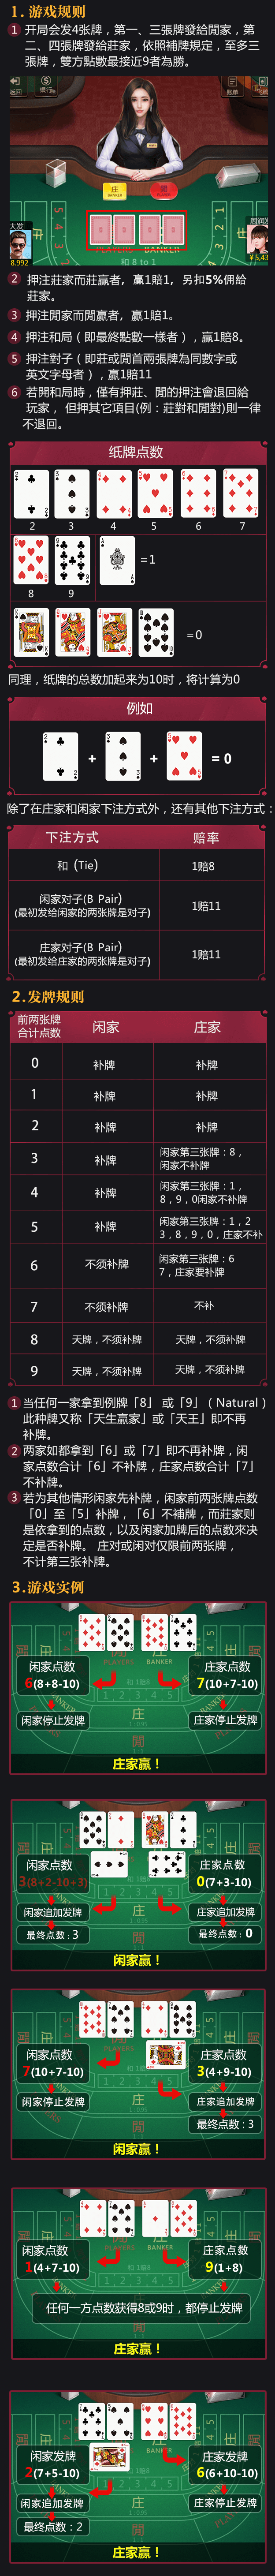 1. 游戏规则
1 开局会发4张牌，第一、三張牌發給閒家，第
二、四張牌發給莊家，依照補牌規定，至多三
張牌，雙方點數最接近9者為勝。
账單
大发
8,992
庄
閒
PLAYERS BANKER
和 8 to 1
2 押注莊家而莊贏者，贏1賠1，另扣5%佣給
莊家。
3 押注閒家而閒贏者，贏1賠1。
4 押注和局（即最終點數一樣者），贏1賠8。
5 押注對子（即莊或閒首兩張牌為同數字或
英文字母者），贏1賠11
6 若開和局時，僅有押莊、閒的押注會退回給
玩家， 但押其它項目(例：莊對和閒對)則一律
不退回。
纸牌点数
2 3 4 5 6 7
8 9 =1
=0
同理，纸牌的总数加起来为10时，将计算为0
例如
+ + = 0
除了在庄家和闲家下注方式外，还有其他下注方式：
下注方式 赔率
和 (Tie) 1赔8
闲家对子(B Pair)
(最初发给闲家的两张牌是对子)
1赔11
庄家对子(B Pair)
(最初发给庄家的两张牌是对子)
1赔11
2.发牌规则
前两张牌
合计点数
闲家 庄家
0 补牌 补牌
1 补牌 补牌
2 补牌 补牌
3 补牌 闲家第三张牌：8，
闲家不补牌
4 补牌 闲家第三张牌：1，
8，9，0闲家不补牌
5 补牌 闲家第三张牌：1，2
3，8，9，0，庄家不补
6 不须补牌 闲家第三张牌：6
7，庄家要补牌
7 不须补牌 不补
8 天牌，不须补牌 天牌，不须补牌
9 天牌，不须补牌 天牌，不须补牌
1 当任何一家拿到例牌「8」 或「9」（Natural）
此种牌又称「天生赢家」或「天王」即不再
补牌。
2 两家如都拿到「6」或「7」即不再补牌，闲
家点数合计「6」不补牌，庄家点数合计「7」
不补牌。
3 若为其他情形闲家先补牌，闲家前两张牌点数
「0」至「5」补牌，「6」不補牌，而莊家则
是依拿到的点数，以及闲家加牌后的点数來决
定是否补牌。 庄对或闲对仅限前两张牌，
不计第三张补牌。
3.游戏实例
PLAYERS BANKER
闲家点数 庄家点数
6(8+8-10) 7(10+7-10)
闲家停止发牌 庄家停止发牌
庄家赢！
闲家点数 庄家点数
3(8+2-10+3) 0(7+3-10)
闲家追加发牌 庄家追加发牌
最终点数：3 最终点数：0
闲家赢！
闲家点数 庄家点数
7(10+7-10) 3(4+9-10)
闲家停止发牌 庄家追加发牌
最终点数：3
闲家赢！
BANKER
闲家点数 庄家点数
1(4+7-10) 9(1+8)
任何一方点数获得8或9时，都停止发牌
庄家赢！
BANKER
闲家发牌 庄家发牌
2(7+5-10) 6(6+10-10)
闲家追加发牌 庄家停止发牌
最终点数：2
庄家赢！